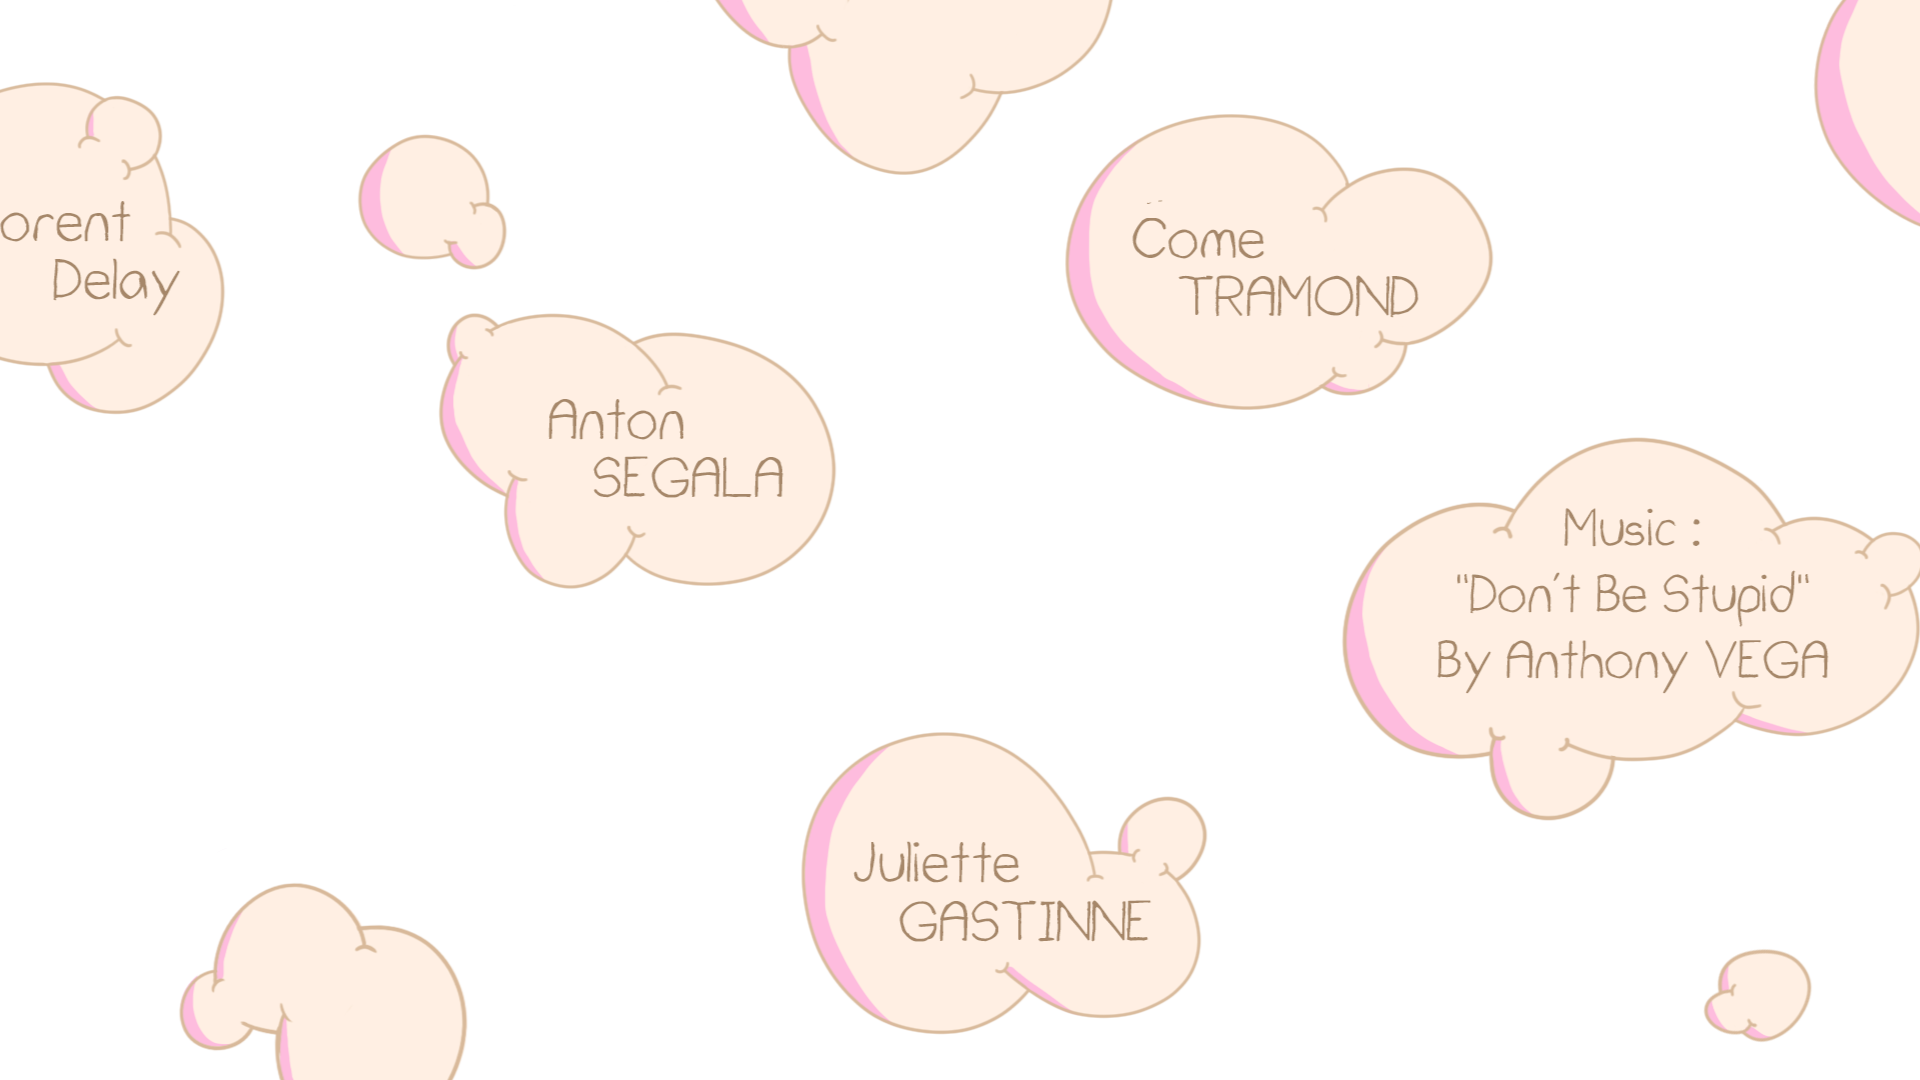 orent
Delay
Come
TRAMOND
Anton
SEGALA
Music :
"Don't Be Stupid"
By Anthony VEGA
Juliette
GASTINNE